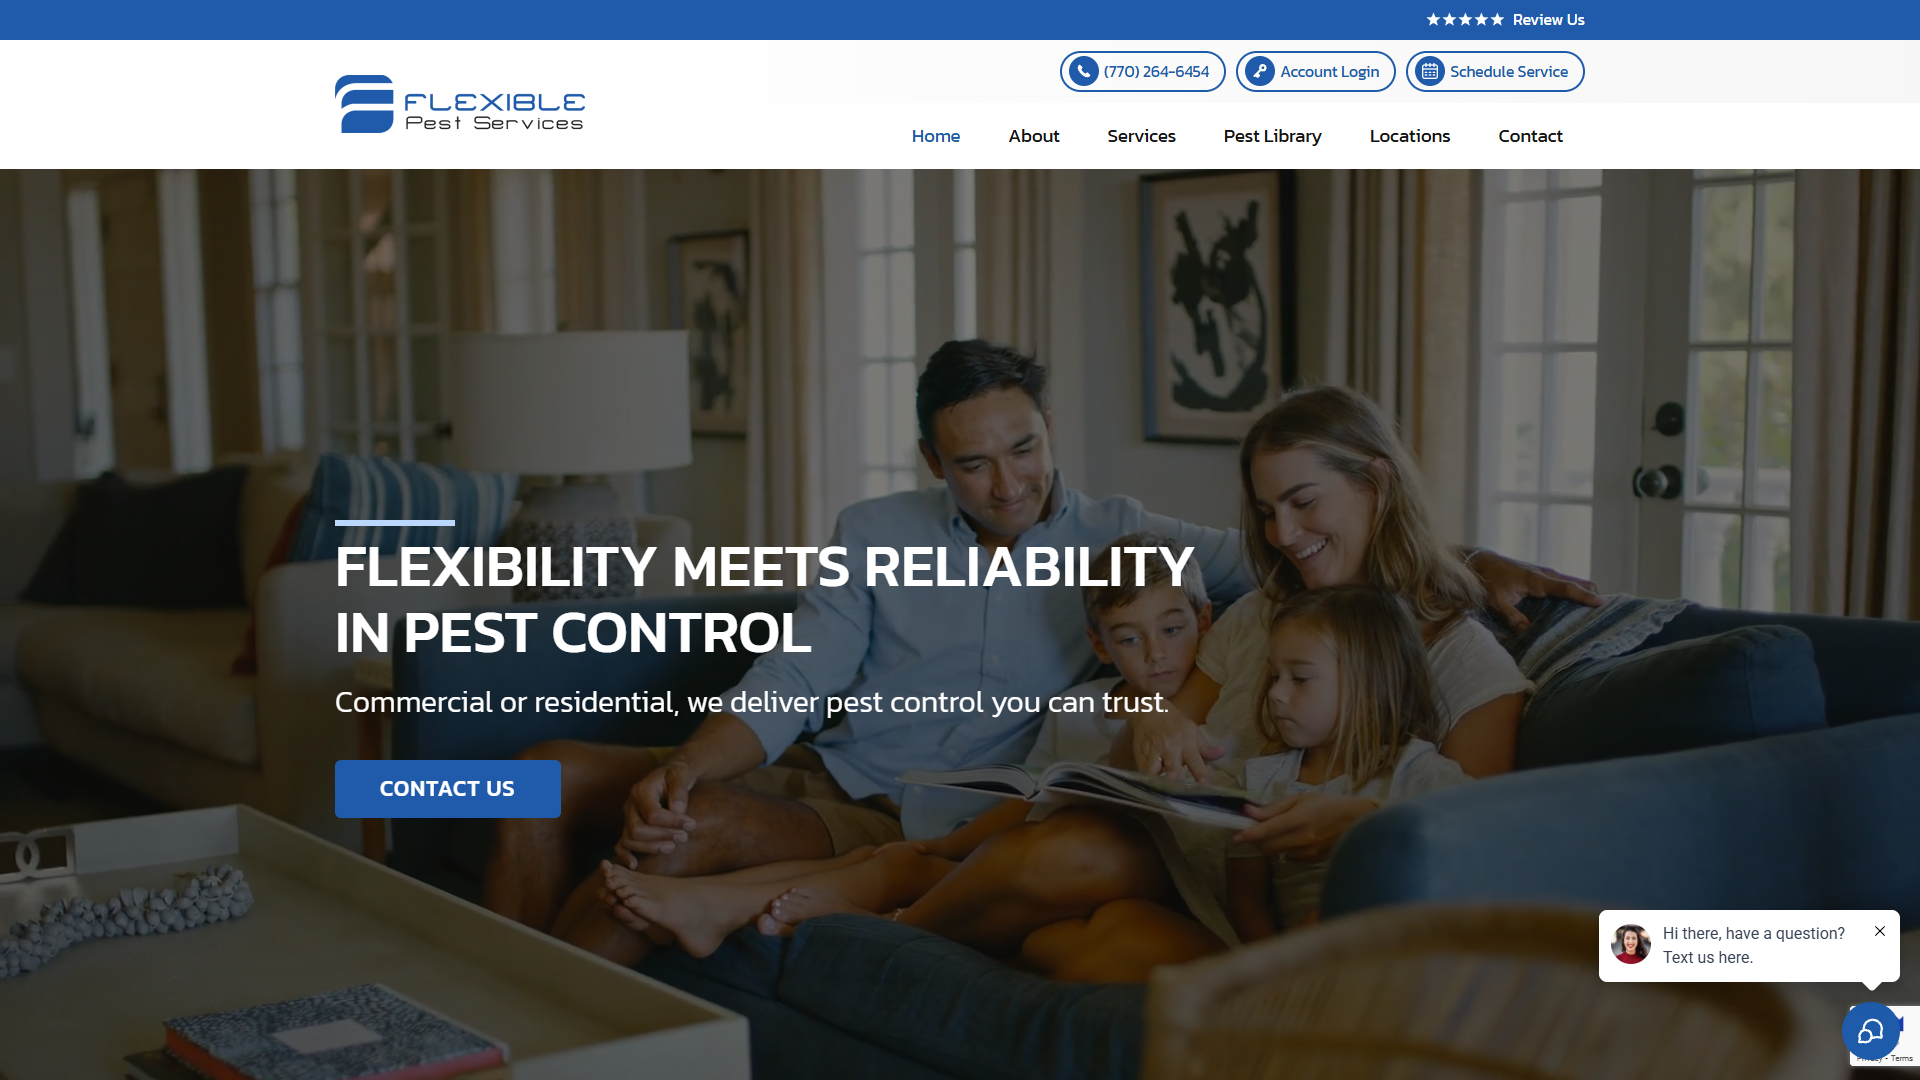 ★★★★★ Review Us
(770) 264-6454
Account Login
Schedule Service
FLEXIBLE
Pest Services
Home
About
Services
Pest Library
Locations
Contact
FLEXIBILITY MEETS RELIABILITY
IN PEST CONTROL
Commercial or residential, we deliver pest control you can trust.
CONTACT US
Hi there, have a question?
Text us here.
- Terms